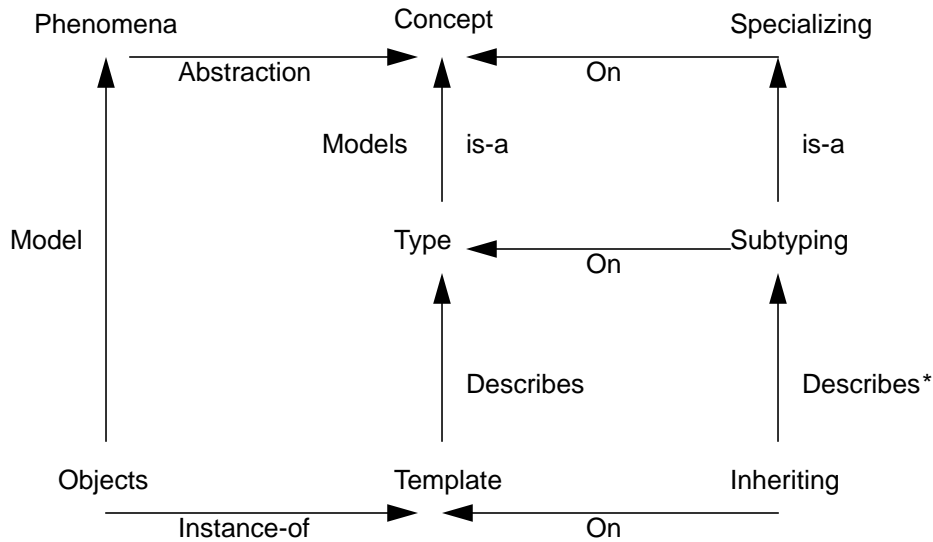 Phenomena
Concept
Specializing
Abstraction
On
Models
is-a
is-a
Model
Type
Subtyping
On
Describes
Describes*
Objects
Template
Inheriting
Instance-of
On